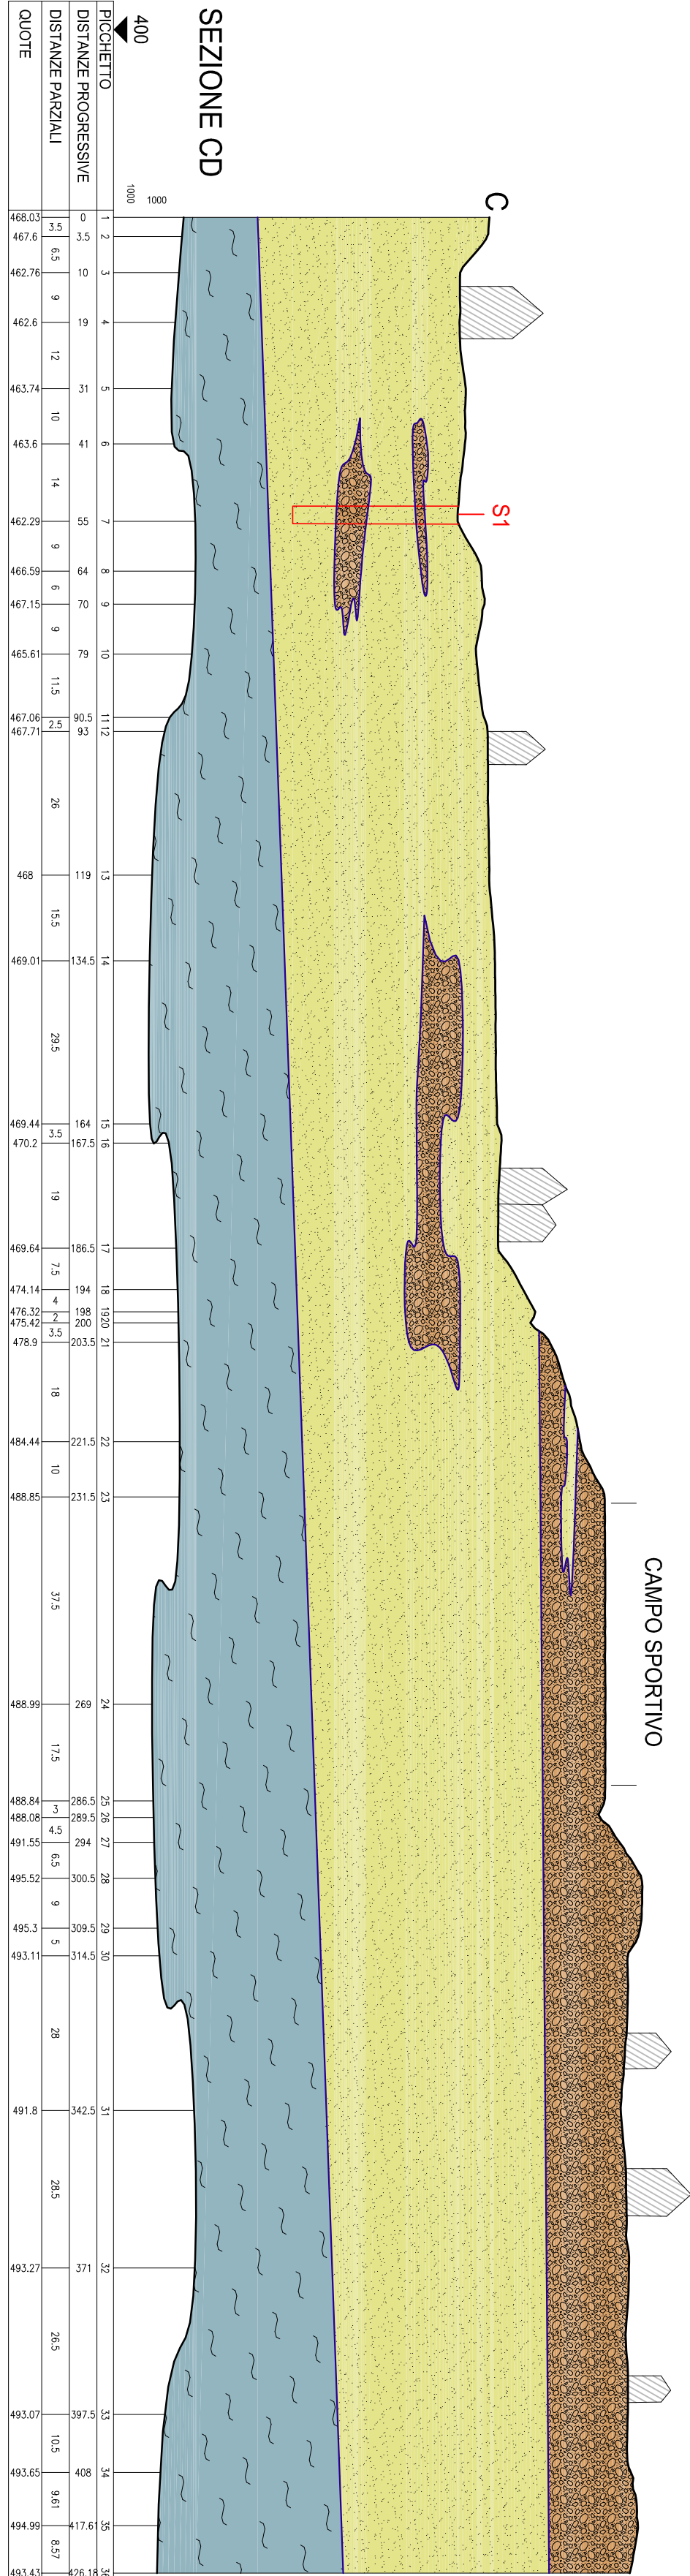 SEZIONE CD
C
S1
CAMPO SPORTIVO
400
1000
1000
PICCHETTO 1 2 3 4 5 6 7 8 9 10 11 12 13 14 15 16 17 18 19 20 21 22 23 24 25 26 27 28 29 30 31 32 33 34 35 36
DISTANZE PROGRESSIVE 0 3.5 10 19 31 41 55 64 70 79 90.5 93 119 134.5 164 167.5 186.5 194 198 200 203.5 221.5 231.5 269 286.5 289.5 294 300.5 309.5 314.5 342.5 371 397.5 408 417.61 426.18
DISTANZE PARZIALI 3.5 6.5 9 12 10 14 9 6 9 11.5 2.5 26 15.5 29.5 3.5 19 7.5 4 2 3.5 18 10 37.5 17.5 3 4.5 6.5 9 5 28 28.5 26.5 10.5 9.61 8.57
QUOTE 468.03 467.6 462.76 462.6 463.74 463.6 462.29 466.59 467.15 465.61 467.06 467.71 468 469.01 469.44 470.2 469.64 474.14 476.32 475.42 478.9 484.44 488.85 488.99 488.84 488.08 491.55 495.52 495.3 493.11 491.8 493.27 493.07 493.65 494.99 493.43